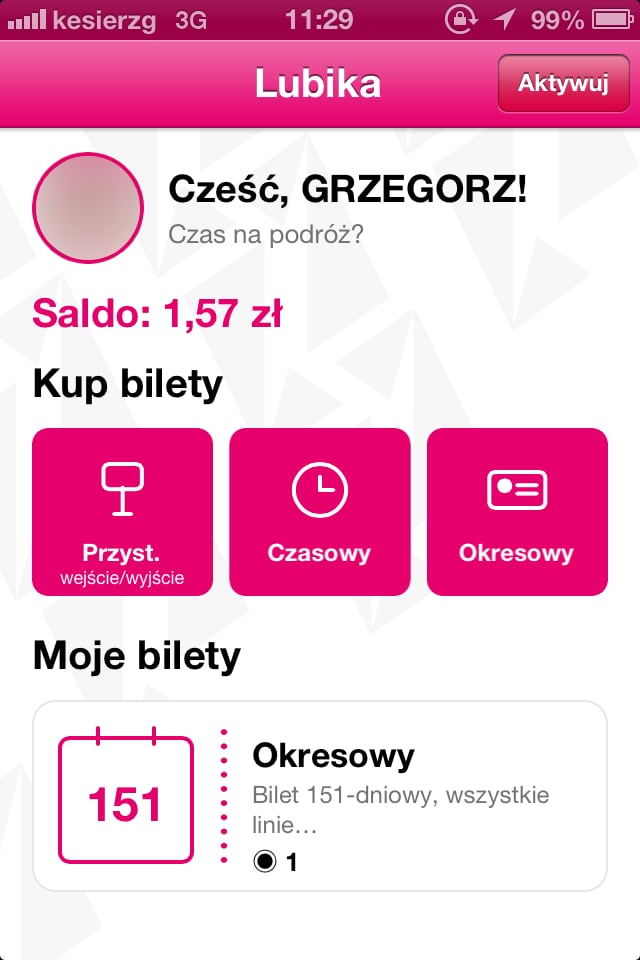 kesierzg 3G 11:29 99%
Lubika
Aktywuj
Cześć, GRZEGORZ!
Czas na podróż?
Saldo: 1,57 zł
Kup bilety
Przyst.
wejście/wyjście
Czasowy
Okresowy
Moje bilety
151
Okresowy
Bilet 151-dniowy, wszystkie
linie…
1